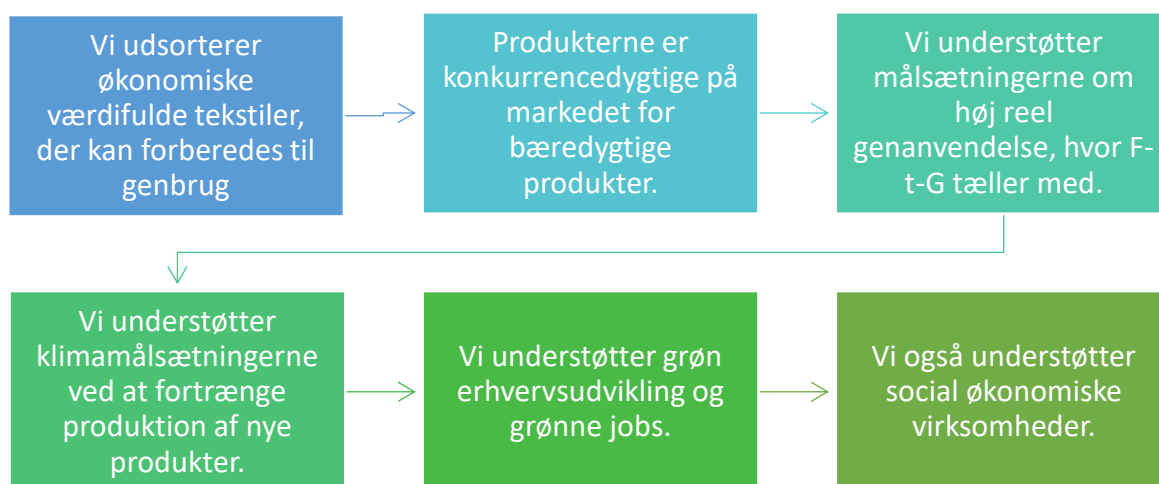 Vi udsorterer
økonomiske
værdifulde tekstiler,
der kan forberedes til
genbrug
Produkterne er
konkurrencedygtige på
markedet for
bæredygtige
produkter.
Vi understøtter
målsætningerne om
høj reel
genanvendelse, hvor F-
t-G tæller med.
Vi understøtter
klimamålsætningerne
ved at fortrænge
produktion af nye
produkter.
Vi understøtter grøn
erhvervsudvikling og
grønne jobs.
Vi også understøtter
social økonomiske
virksomheder.